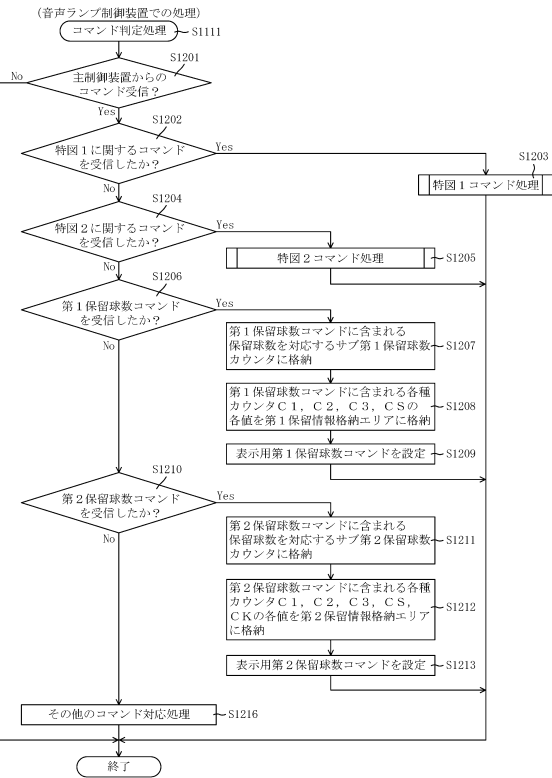 (音声ランプ制御装置での処理)
コマンド判定処理
S1111
S1201
No
主制御装置からの
コマンド受信？
Yes
S1202
特図１に関するコマンド
を受信したか？
Yes
No
S1203
特図１コマンド処理
S1204
特図２に関するコマンド
を受信したか？
Yes
No
特図２コマンド処理
S1205
S1206
第１保留球数コマンド
を受信したか？
Yes
No
第１保留球数コマンドに含まれる
保留球数を対応するサブ第１保留球数
カウンタに格納
S1207
第１保留球数コマンドに含まれる各種
カウンタＣ１，Ｃ２，Ｃ３，ＣＳの
各値を第１保留情報格納エリアに格納
S1208
表示用第１保留球数コマンドを設定
S1209
S1210
第２保留球数コマンド
を受信したか？
Yes
No
第２保留球数コマンドに含まれる
保留球数を対応するサブ第２保留球数
カウンタに格納
S1211
第２保留球数コマンドに含まれる各種
カウンタＣ１，Ｃ２，Ｃ３，ＣＳ，
ＣＫの各値を第２保留情報格納エリア
に格納
S1212
表示用第２保留球数コマンドを設定
S1213
その他のコマンド対応処理
S1216
終了